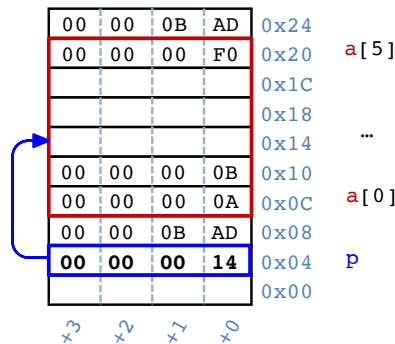 00 00 0B AD 0x24
00 00 00 F0 0x20 a[5]
0x1C
0x18
0x14 …
00 00 00 0B 0x10
00 00 00 0A 0x0C a[0]
00 00 0B AD 0x08
00 00 00 14 0x04 p
0x00
+3 +2 +1 +0